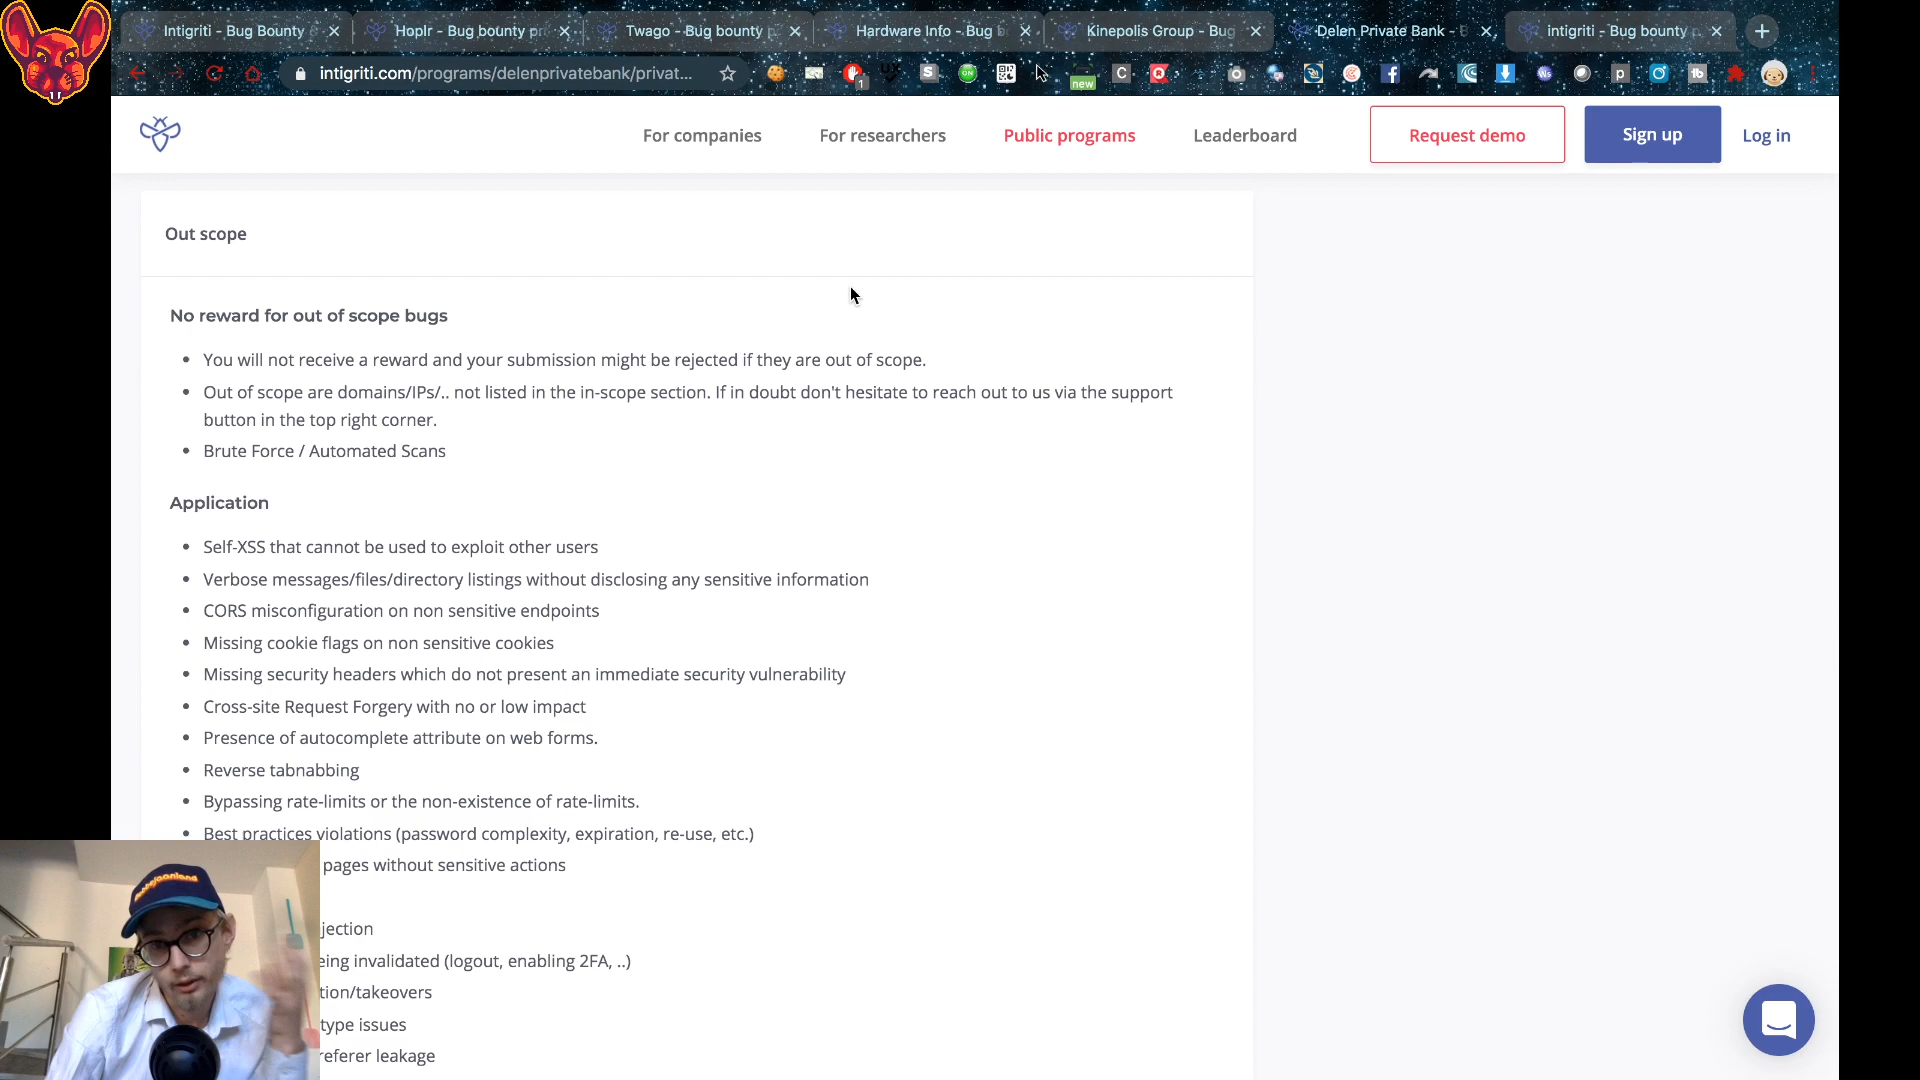 Intigriti - Bug Bounty
Hoplr - Bug bounty pr
Twago - Bug bounty p
Hardware Info - Bug b
Kinepolis Group - Bug
Delen Private Bank - B
intigriti - Bug bounty p
intigriti.com/programs/delenprivatebank/privat...
For companies
For researchers
Public programs
Leaderboard
Request demo
Sign up
Log in
Out scope
No reward for out of scope bugs
• You will not receive a reward and your submission might be rejected if they are out of scope.
• Out of scope are domains/IPs/.. not listed in the in-scope section. If in doubt don't hesitate to reach out to us via the support
button in the top right corner.
• Brute Force / Automated Scans
Application
• Self-XSS that cannot be used to exploit other users
• Verbose messages/files/directory listings without disclosing any sensitive information
• CORS misconfiguration on non sensitive endpoints
• Missing cookie flags on non sensitive cookies
• Missing security headers which do not present an immediate security vulnerability
• Cross-site Request Forgery with no or low impact
• Presence of autocomplete attribute on web forms.
• Reverse tabnabbing
• Bypassing rate-limits or the non-existence of rate-limits.
• Best practices violations (password complexity, expiration, re-use, etc.)
pages without sensitive actions
jection
eing invalidated (logout, enabling 2FA, ..)
tion/takeovers
type issues
referer leakage